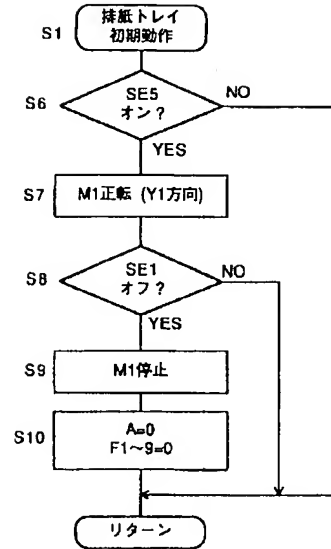 排紙トレイ
初期動作
S1
SE5
オン?
NO
S6
YES
S7
M1正転 (Y1方向)
SE1
オフ?
NO
S8
YES
S9
M1停止
S10
A=0
F1~9=0
リターン